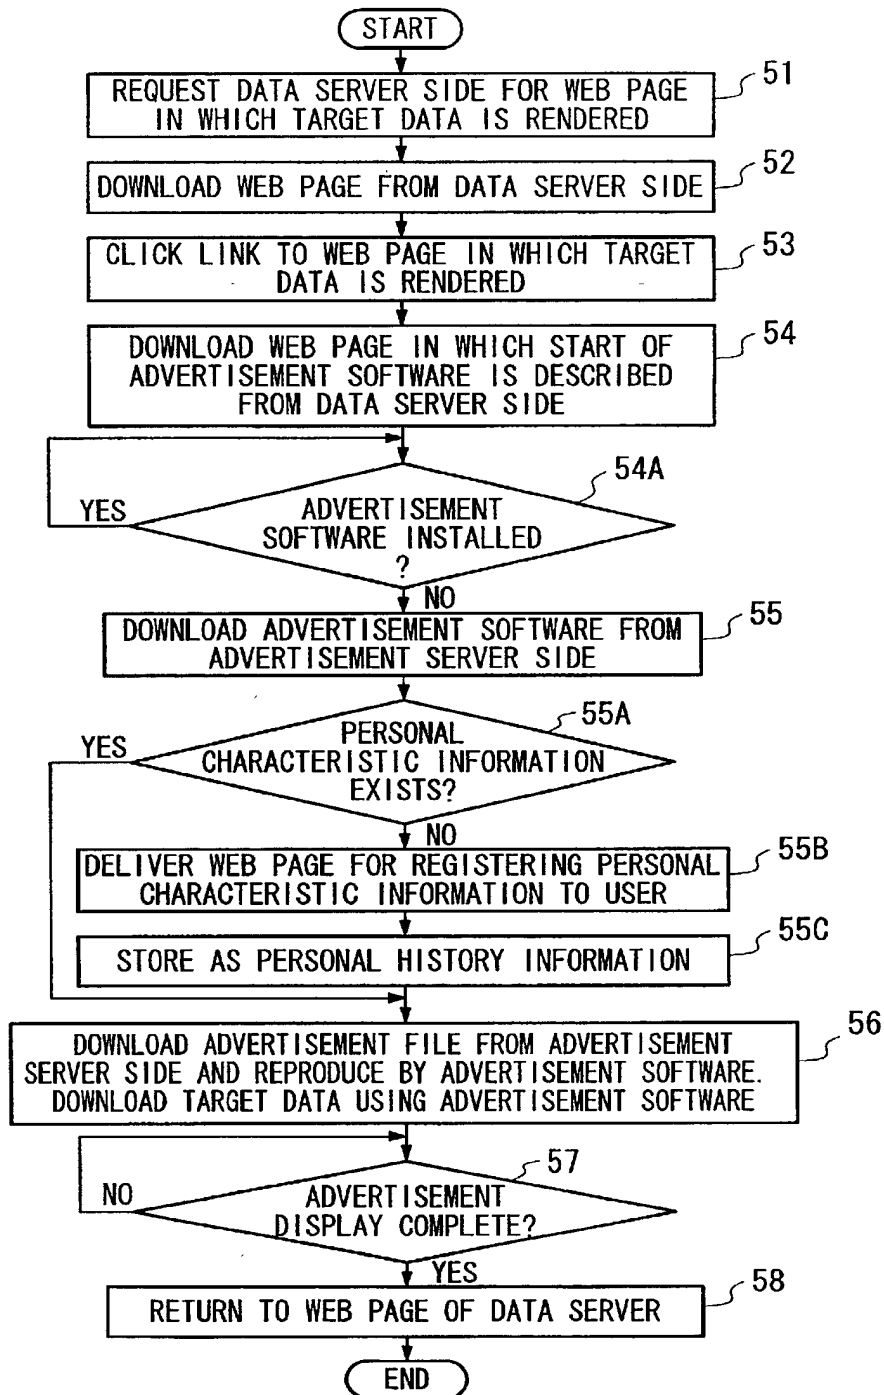 START
51
REQUEST DATA SERVER SIDE FOR WEB PAGE
IN WHICH TARGET DATA IS RENDERED
52
DOWNLOAD WEB PAGE FROM DATA SERVER SIDE
53
CLICK LINK TO WEB PAGE IN WHICH TARGET
DATA IS RENDERED
54
DOWNLOAD WEB PAGE IN WHICH START OF
ADVERTISEMENT SOFTWARE IS DESCRIBED
FROM DATA SERVER SIDE
54A
YES
ADVERTISEMENT
SOFTWARE INSTALLED
?
NO
55
DOWNLOAD ADVERTISEMENT SOFTWARE FROM
ADVERTISEMENT SERVER SIDE
55A
YES
PERSONAL
CHARACTERISTIC INFORMATION
EXISTS?
NO
55B
DELIVER WEB PAGE FOR REGISTERING PERSONAL
CHARACTERISTIC INFORMATION TO USER
55C
STORE AS PERSONAL HISTORY INFORMATION
56
DOWNLOAD ADVERTISEMENT FILE FROM ADVERTISEMENT
SERVER SIDE AND REPRODUCE BY ADVERTISEMENT SOFTWARE.
DOWNLOAD TARGET DATA USING ADVERTISEMENT SOFTWARE
57
NO
ADVERTISEMENT
DISPLAY COMPLETE?
YES
58
RETURN TO WEB PAGE OF DATA SERVER
END